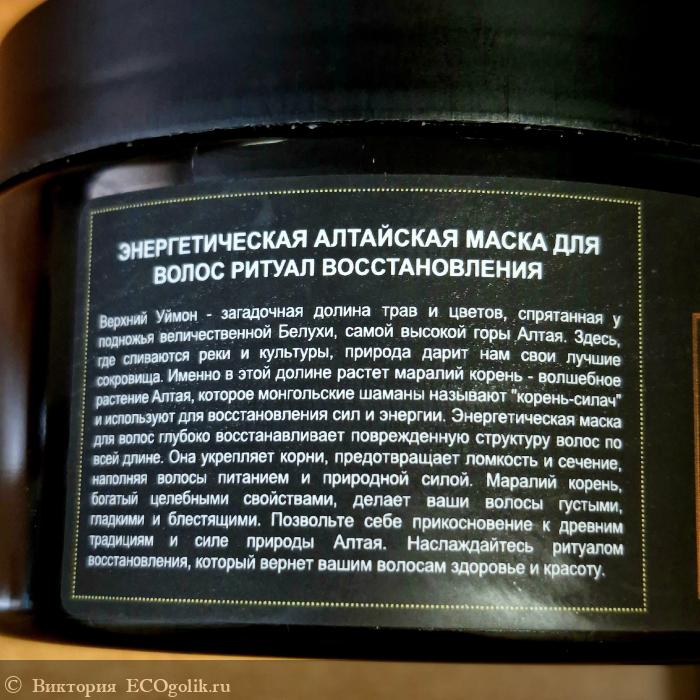 ЭНЕРГЕТИЧЕСКАЯ АЛТАЙСКАЯ МАСКА ДЛЯ
ВОЛОС РИТУАЛ ВОССТАНОВЛЕНИЯ
Верхний Уймон - загадочная долина трав и цветов, спрятанная у
подножья величественной Белухи, самой высокой горы Алтая. Здесь,
где сливаются реки и культуры, природа дарит нам свои лучшие
сокровища. Именно в этой долине растет маралий корень - волшебное
растение Алтая, которое монгольские шаманы называют "корень-силач"
и используют для восстановления сил и энергии. Энергетическая маска
для волос глубоко восстанавливает поврежденную структуру волос по
всей длине. Она укрепляет корни, предотвращает ломкость и сечение,
наполняя волосы питанием и природной силой. Маралий корень,
богатый целебными свойствами, делает ваши волосы густыми,
гладкими и блестящими. Позвольте себе прикосновение к древним
традициям и силе природы Алтая. Наслаждайтесь ритуалом
восстановления, который вернет вашим волосам здоровье и красоту.
© Виктория ECOgolik.ru